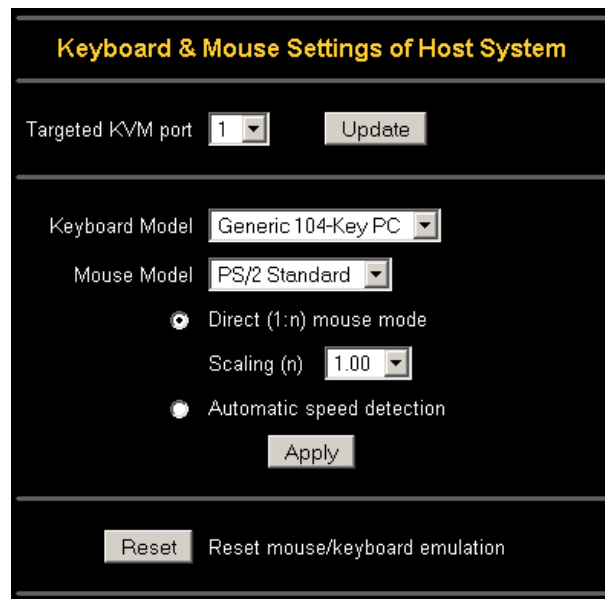 Keyboard & Mouse Settings of Host System
Targeted KVM port 1 Update
Keyboard Model Generic 104-Key PC
Mouse Model PS/2 Standard
Direct (1:n) mouse mode
Scaling (n) 1.00
Automatic speed detection
Apply
Reset Reset mouse/keyboard emulation